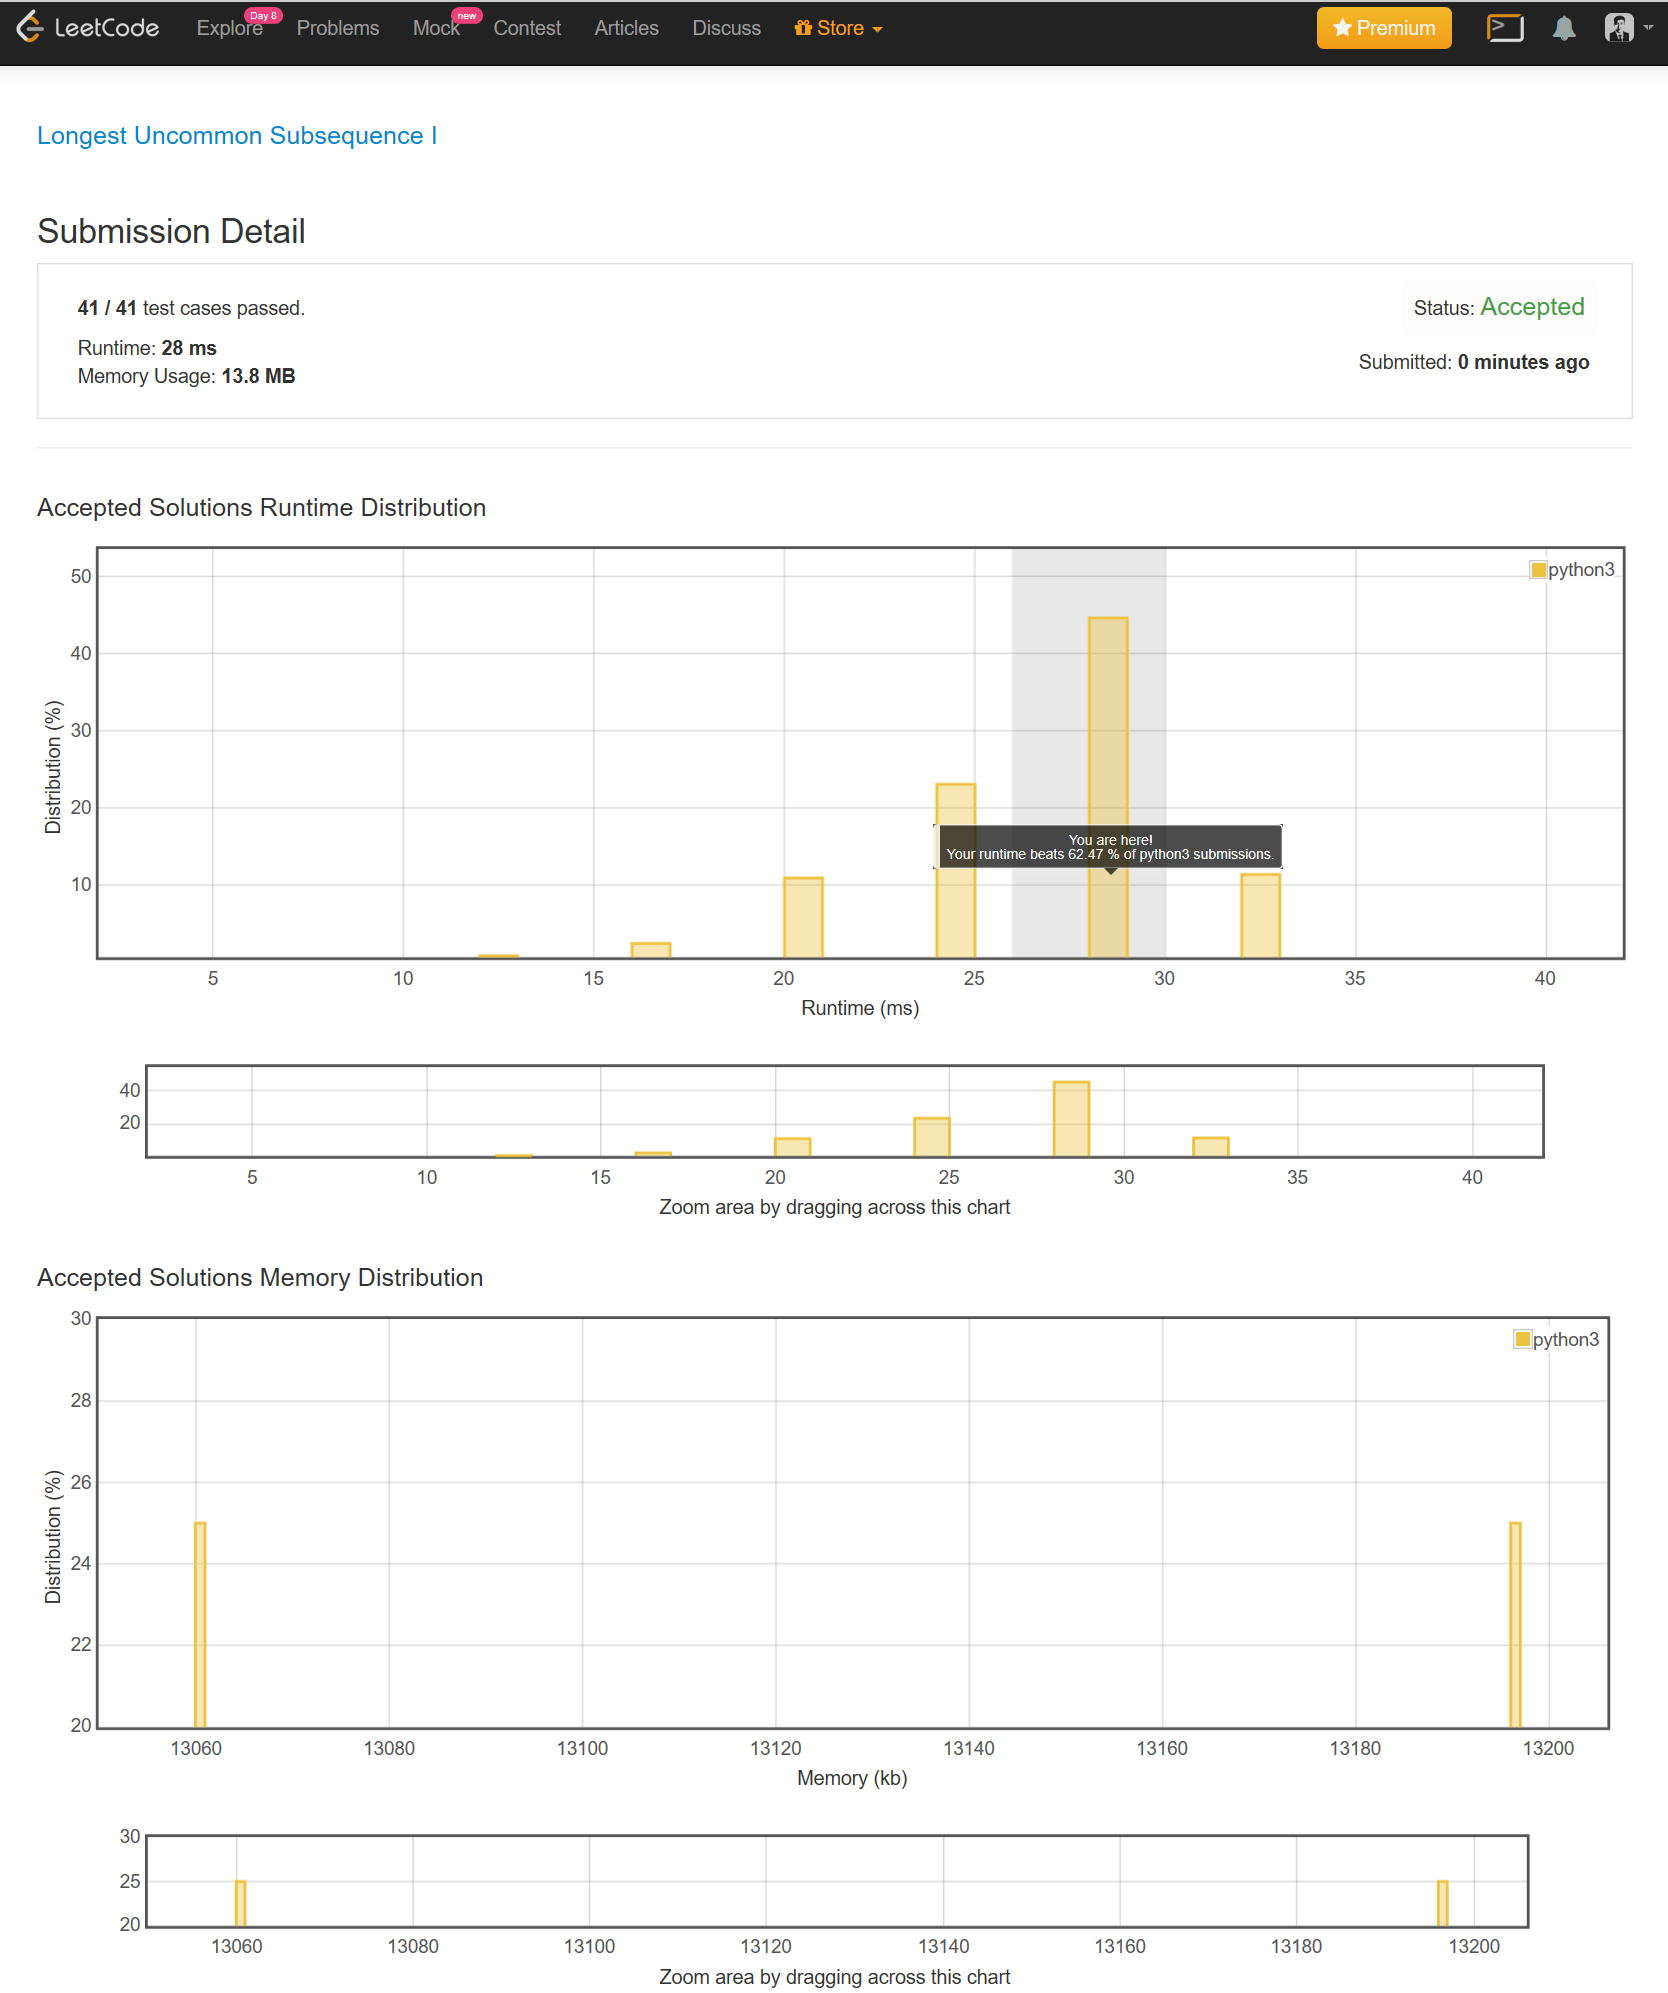 LeetCode Explore Day 8 Problems Mock new Contest Articles Discuss Store Premium
Longest Uncommon Subsequence I
Submission Detail
41 / 41 test cases passed.
Status: Accepted
Runtime: 28 ms
Submitted: 0 minutes ago
Memory Usage: 13.8 MB
Accepted Solutions Runtime Distribution
python3
50
40
30
20
10
Distribution (%)
You are here!
Your runtime beats 62.47 % of python3 submissions.
5 10 15 20 25 30 35 40
Runtime (ms)
40
20
5 10 15 20 25 30 35 40
Zoom area by dragging across this chart
Accepted Solutions Memory Distribution
python3
30
28
26
24
22
20
Distribution (%)
13060 13080 13100 13120 13140 13160 13180 13200
Memory (kb)
30
25
20
13060 13080 13100 13120 13140 13160 13180 13200
Zoom area by dragging across this chart